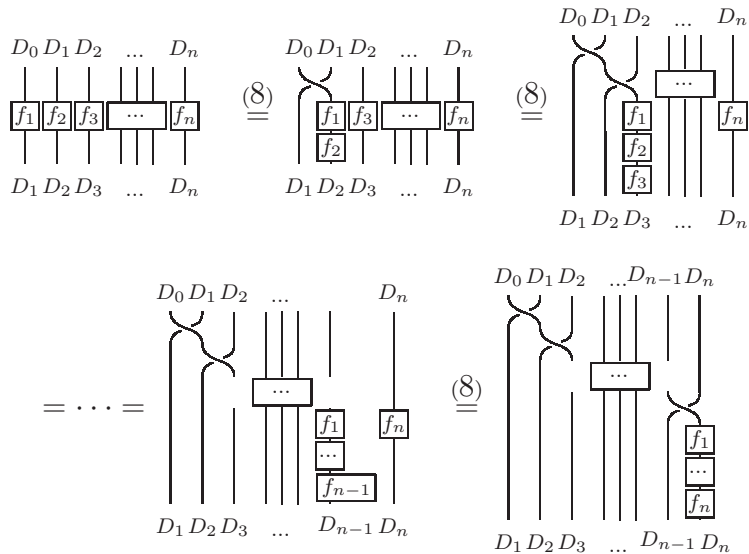 D₀ D₁ D₂ ... Dₙ
f₁ f₂ f₃ ... fₙ
D₁ D₂ D₃ ... Dₙ
(8)
=
D₀ D₁ D₂ ... Dₙ
f₁ f₃ ... fₙ
f₂
D₁ D₂ D₃ ... Dₙ
(8)
=
D₀ D₁ D₂ ... Dₙ
...
f₁ fₙ
f₂
f₃
D₁ D₂ D₃ ... Dₙ
= ⋯ =
D₀ D₁ D₂ ... Dₙ
...
f₁ fₙ
...
fₙ₋₁
D₁ D₂ D₃ ... Dₙ₋₁ Dₙ
(8)
=
D₀ D₁ D₂ ... Dₙ₋₁ Dₙ
...
f₁
...
fₙ
D₁ D₂ D₃ ... Dₙ₋₁ Dₙ